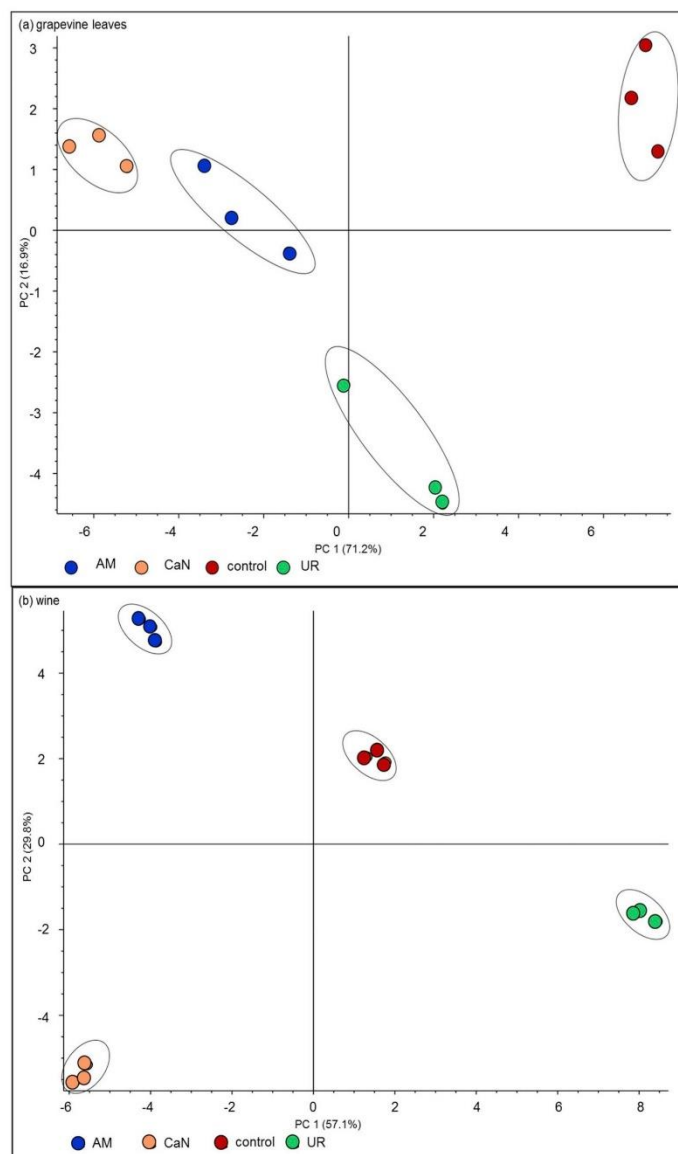 (a) grapevine leaves
3
2
1
0
-1
-2
-3
-4
PC 2 (16.9%)
-6 -4 -2 0 2 4 6
PC 1 (71.2%)
AM CaN control UR
(b) wine
4
2
0
-2
-4
PC 2 (29.8%)
-6 -4 -2 0 2 4 6 8
PC 1 (57.1%)
AM CaN control UR